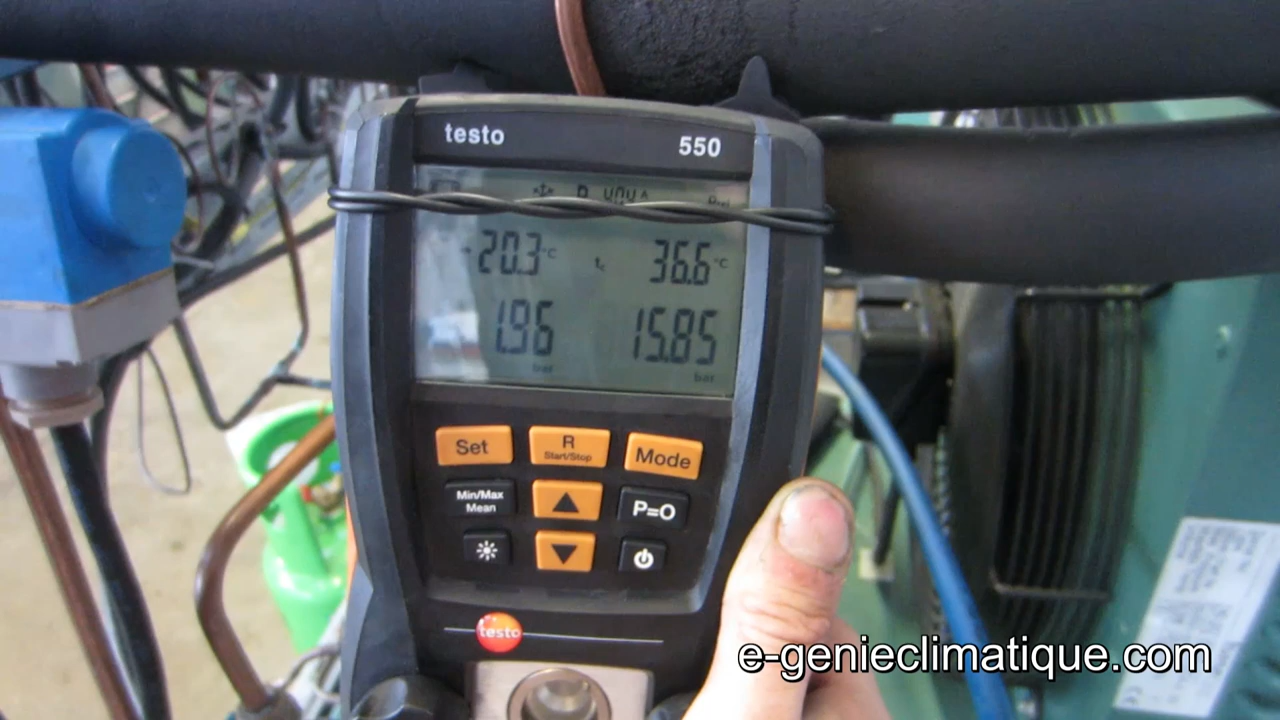 testo 550
-20.3 °C tc 36.6 °C
1.96 15.85
bar bar
Set R Start/Stop Mode
Min/Max Mean P=O
testo
e-genieclimatique.com